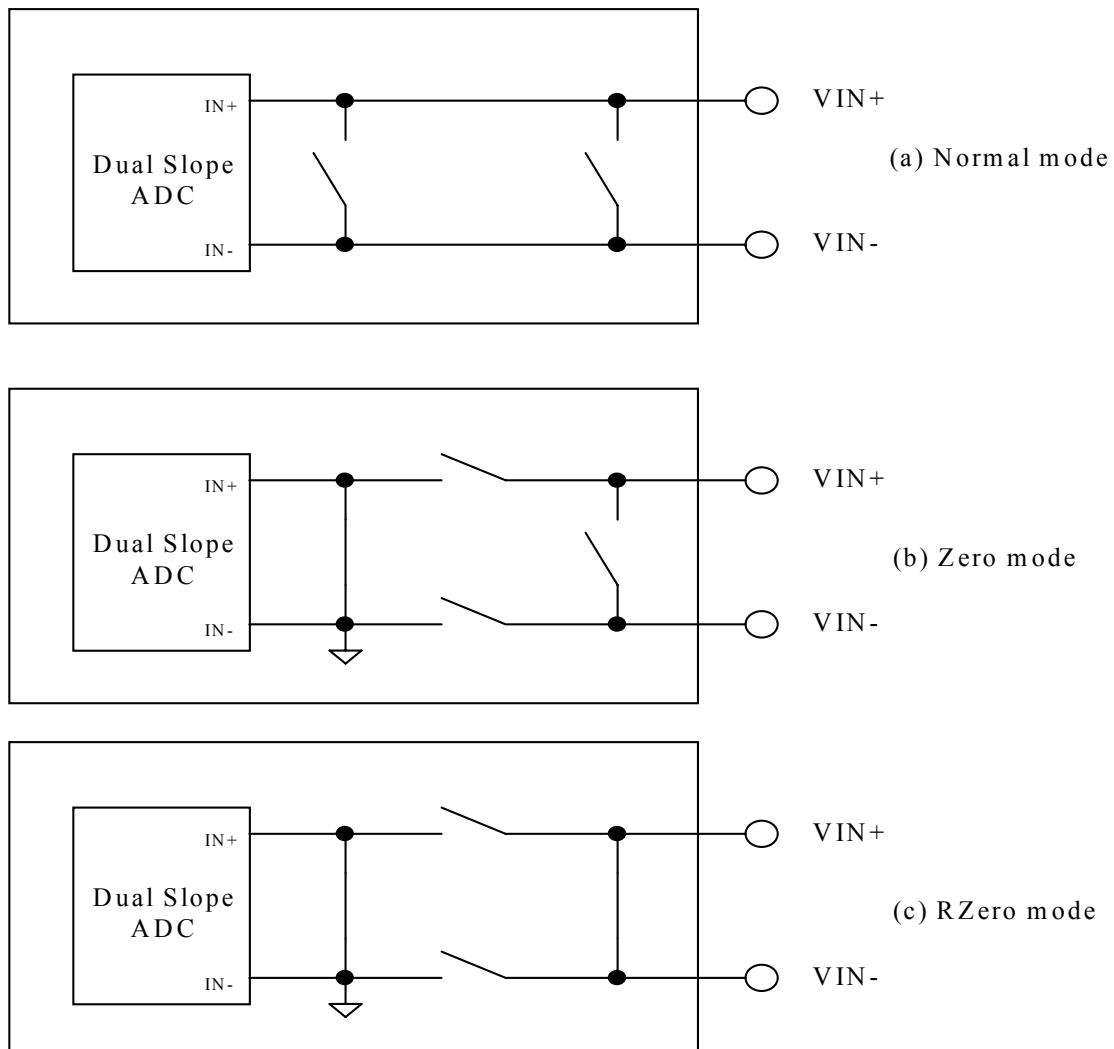 IN+
Dual Slope
ADC
IN-
VIN+
(a) Normal mode
VIN-
IN+
Dual Slope
ADC
IN-
VIN+
(b) Zero mode
VIN-
IN+
Dual Slope
ADC
IN-
VIN+
(c) RZero mode
VIN-